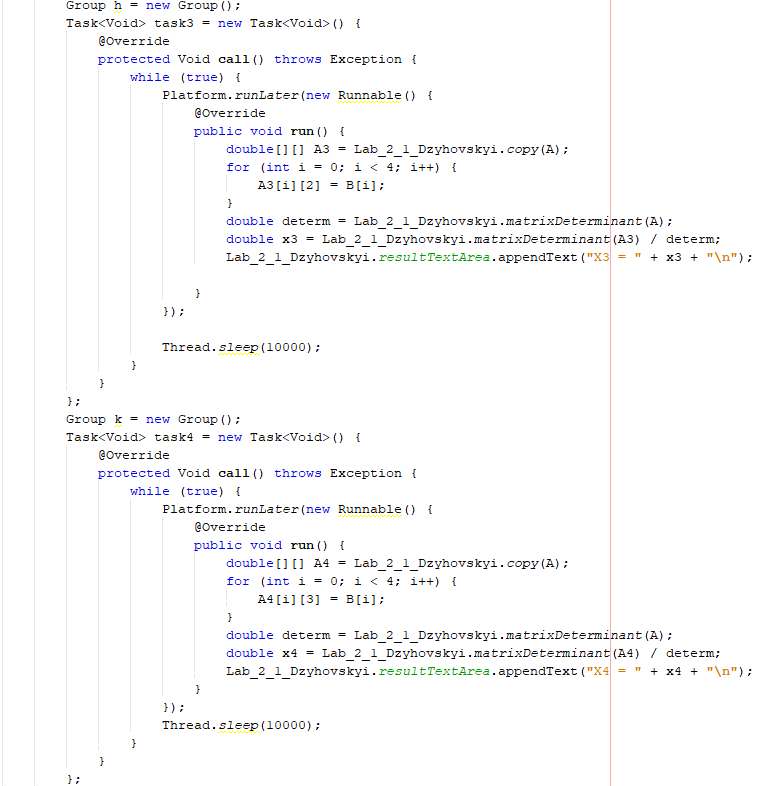 Group h = new Group();
Task<Void> task3 = new Task<Void>() {
@Override
protected Void call() throws Exception {
while (true) {
Platform.runLater(new Runnable() {
@Override
public void run() {
double[][] A3 = Lab_2_1_Dzyhovskyi.copy(A);
for (int i = 0; i < 4; i++) {
A3[i][2] = B[i];
}
double determ = Lab_2_1_Dzyhovskyi.matrixDeterminant(A);
double x3 = Lab_2_1_Dzyhovskyi.matrixDeterminant(A3) / determ;
Lab_2_1_Dzyhovskyi.resultTextArea.appendText("X3 = " + x3 + "\n");
}
});
Thread.sleep(10000);
}
}
};
Group k = new Group();
Task<Void> task4 = new Task<Void>() {
@Override
protected Void call() throws Exception {
while (true) {
Platform.runLater(new Runnable() {
@Override
public void run() {
double[][] A4 = Lab_2_1_Dzyhovskyi.copy(A);
for (int i = 0; i < 4; i++) {
A4[i][3] = B[i];
}
double determ = Lab_2_1_Dzyhovskyi.matrixDeterminant(A);
double x4 = Lab_2_1_Dzyhovskyi.matrixDeterminant(A4) / determ;
Lab_2_1_Dzyhovskyi.resultTextArea.appendText("X4 = " + x4 + "\n");
}
});
Thread.sleep(10000);
}
}
};